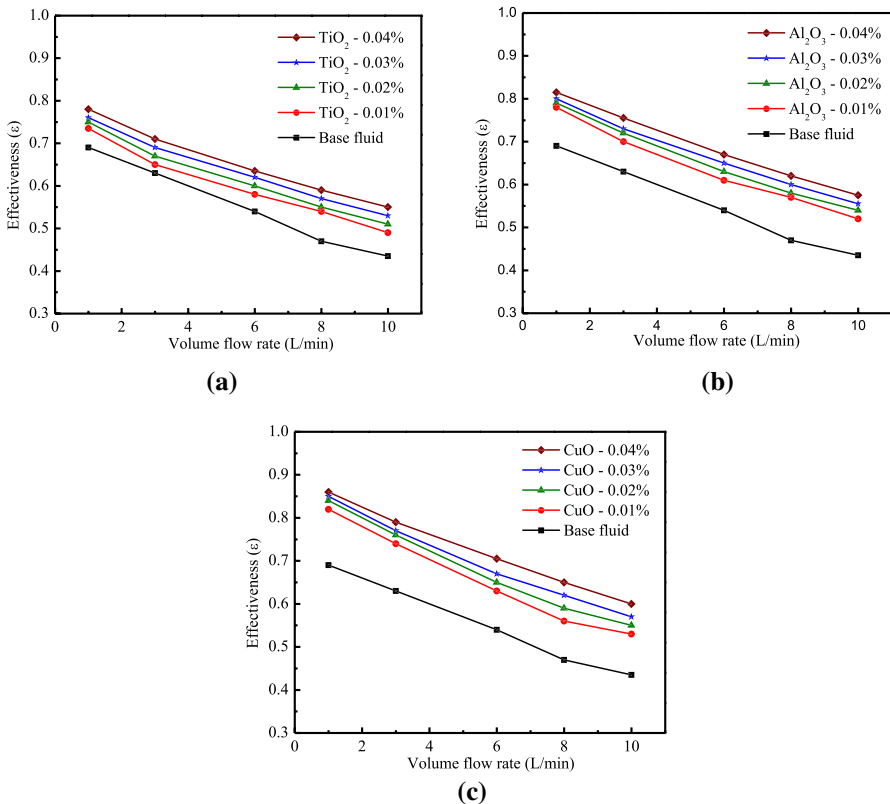 1.0
0.9
0.8
0.7
0.6
0.5
0.4
0.3
Effectiveness (ε)
TiO₂ - 0.04%
TiO₂ - 0.03%
TiO₂ - 0.02%
TiO₂ - 0.01%
Base fluid
0 2 4 6 8 10
Volume flow rate (L/min)
(a)
1.0
0.9
0.8
0.7
0.6
0.5
0.4
0.3
Effectiveness (ε)
Al₂O₃ - 0.04%
Al₂O₃ - 0.03%
Al₂O₃ - 0.02%
Al₂O₃ - 0.01%
Base fluid
0 2 4 6 8 10
Volume flow rate (L/min)
(b)
1.0
0.9
0.8
0.7
0.6
0.5
0.4
0.3
Effectiveness (ε)
CuO - 0.04%
CuO - 0.03%
CuO - 0.02%
CuO - 0.01%
Base fluid
0 2 4 6 8 10
Volume flow rate (L/min)
(c)